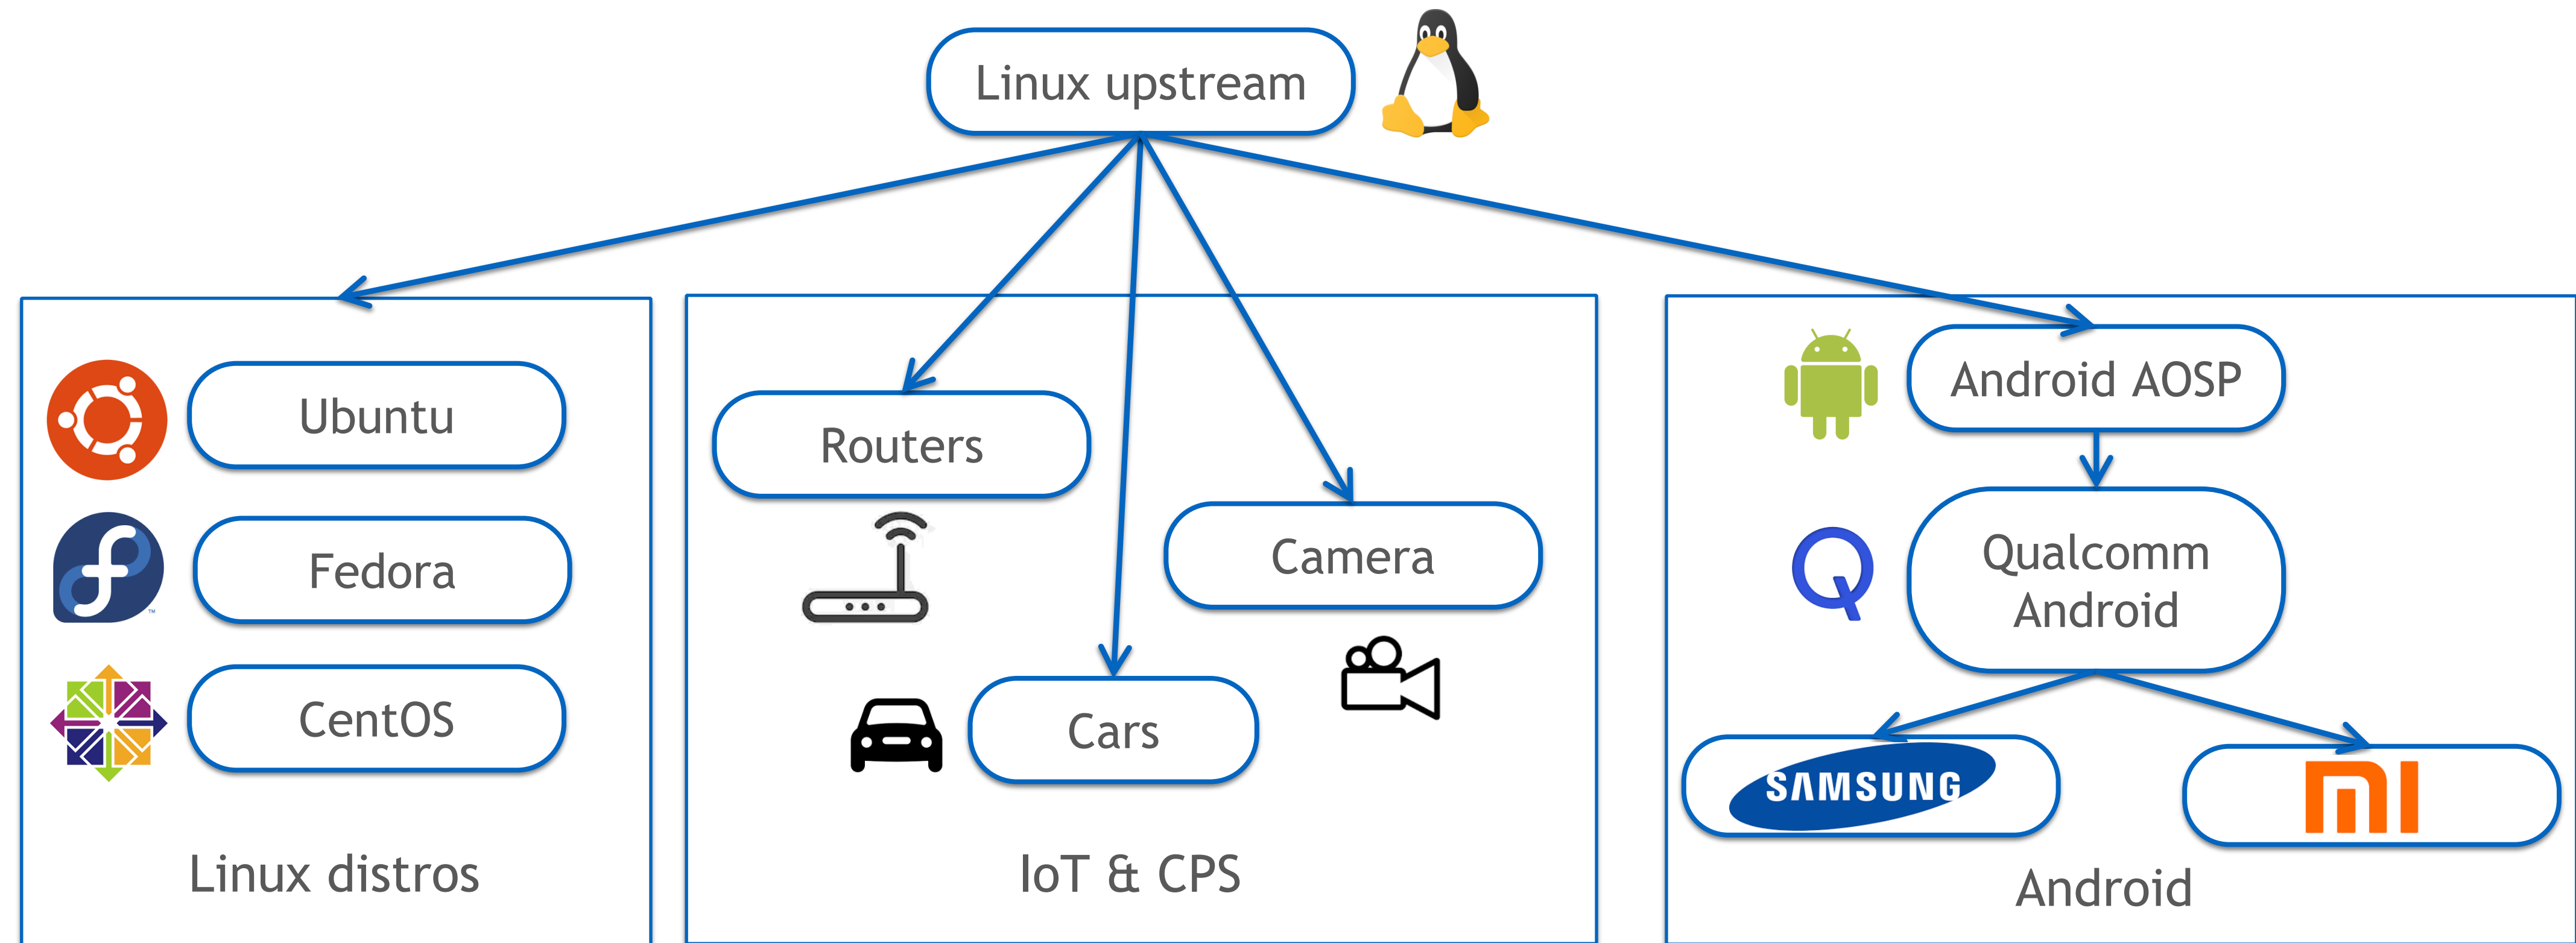 Linux upstream
Ubuntu
Fedora
TM
CentOS
Linux distros
Routers
Camera
Cars
IoT & CPS
Android AOSP
Qualcomm
Android
SAMSUNG
MI
Android